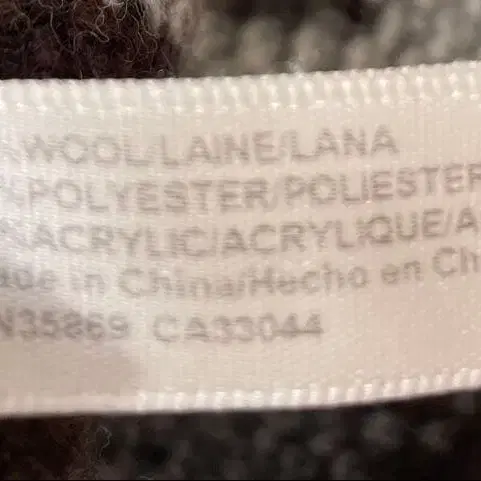 WOOL/LAINE/LANA
%POLYESTER/POLIESTER
%ACRYLIC/ACRYLIQUE/A
ade in China/Hecho en Ch
N35869 CA33044